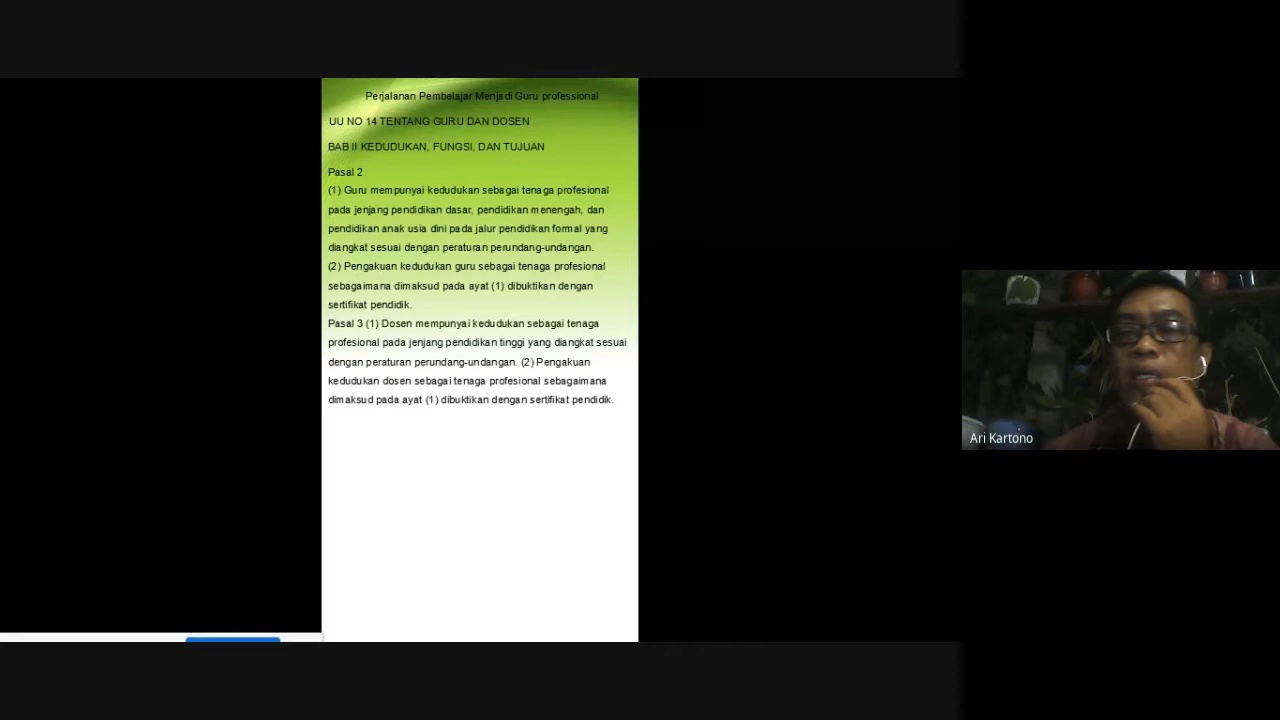 Perjalanan Pembelajar Menjadi Guru professional
UU NO 14 TENTANG GURU DAN DOSEN
BAB II KEDUDUKAN, FUNGSI, DAN TUJUAN
Pasal 2
(1) Guru mempunyai kedudukan sebagai tenaga profesional
pada jenjang pendidikan dasar, pendidikan menengah, dan
pendidikan anak usia dini pada jalur pendidikan formal yang
diangkat sesuai dengan peraturan perundang-undangan.
(2) Pengakuan kedudukan guru sebagai tenaga profesional
sebagaimana dimaksud pada ayat (1) dibuktikan dengan
sertifikat pendidik.
Pasal 3 (1) Dosen mempunyai kedudukan sebagai tenaga
profesional pada jenjang pendidikan tinggi yang diangkat sesuai
dengan peraturan perundang-undangan. (2) Pengakuan
kedudukan dosen sebagai tenaga profesional sebagaimana
dimaksud pada ayat (1) dibuktikan dengan sertifikat pendidik.
Ari Kartono